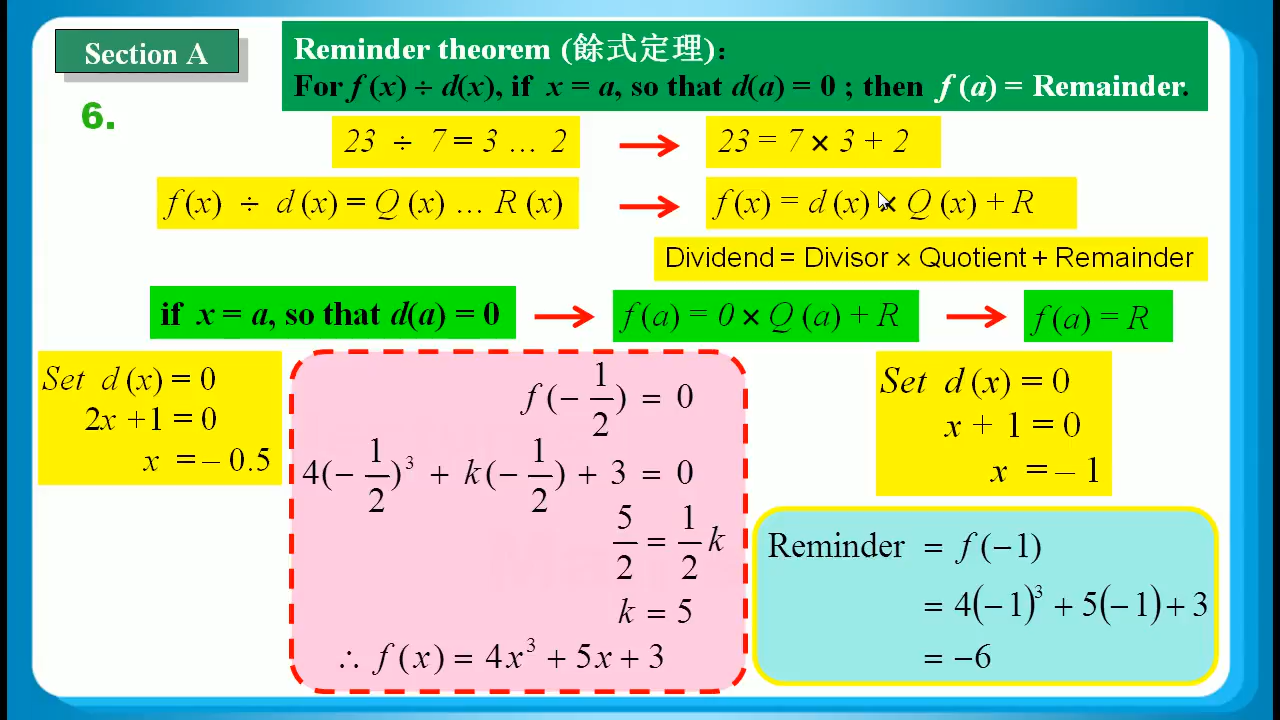 Section A
6.
Reminder theorem (餘式定理):
For f (x) ÷ d(x), if x = a, so that d(a) = 0 ; then f (a) = Remainder.
23 ÷ 7 = 3 … 2
23 = 7 × 3 + 2
f (x) ÷ d (x) = Q (x) … R (x)
f (x) = d (x) × Q (x) + R
Dividend = Divisor × Quotient + Remainder
if x = a, so that d(a) = 0
f (a) = 0 × Q (a) + R
f (a) = R
Set d (x) = 0
2x + 1 = 0
x = – 0.5
f (−1/2) = 0
4(−1/2)³ + k(−1/2) + 3 = 0
5/2 = 1/2 k
k = 5
∴ f (x) = 4x³ + 5x + 3
Set d (x) = 0
x + 1 = 0
x = – 1
Reminder = f (−1)
= 4(−1)³ + 5(−1) + 3
= −6